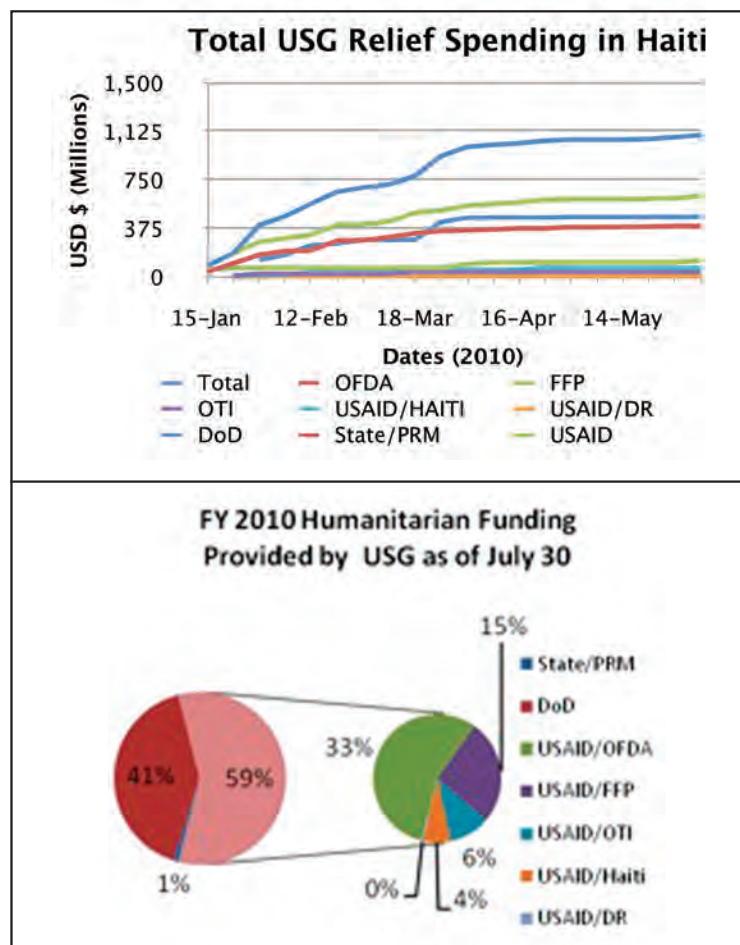 Total USG Relief Spending in Haiti
1,500
1,125
750
375
0
USD $ (Millions)
15-Jan 12-Feb 18-Mar 16-Apr 14-May
Dates (2010)
Total OFDA FFP
OTI USAID/HAITI USAID/DR
DoD State/PRM USAID
FY 2010 Humanitarian Funding
Provided by USG as of July 30
15%
State/PRM
DoD
33%
USAID/OFDA
41% 59%
USAID/FFP
USAID/OTI
6%
1%
0% 4%
USAID/Haiti
USAID/DR